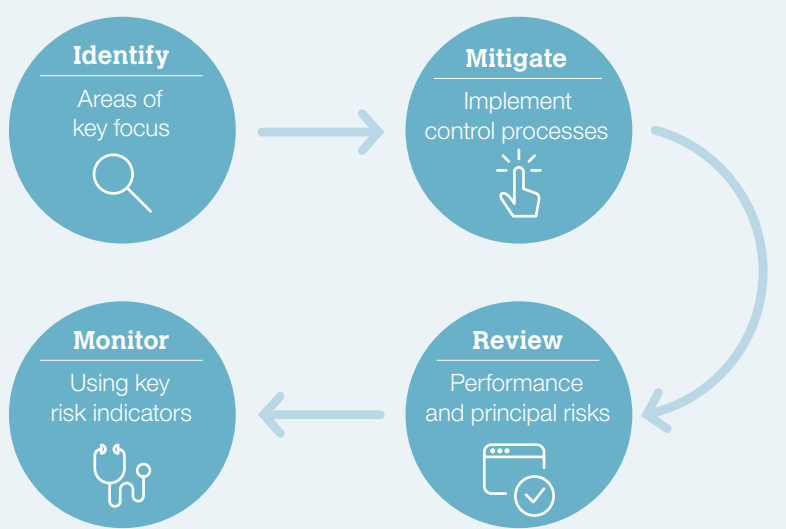 Identify
Areas of
key focus
Mitigate
Implement
control processes
Review
Performance
and principal risks
Monitor
Using key
risk indicators